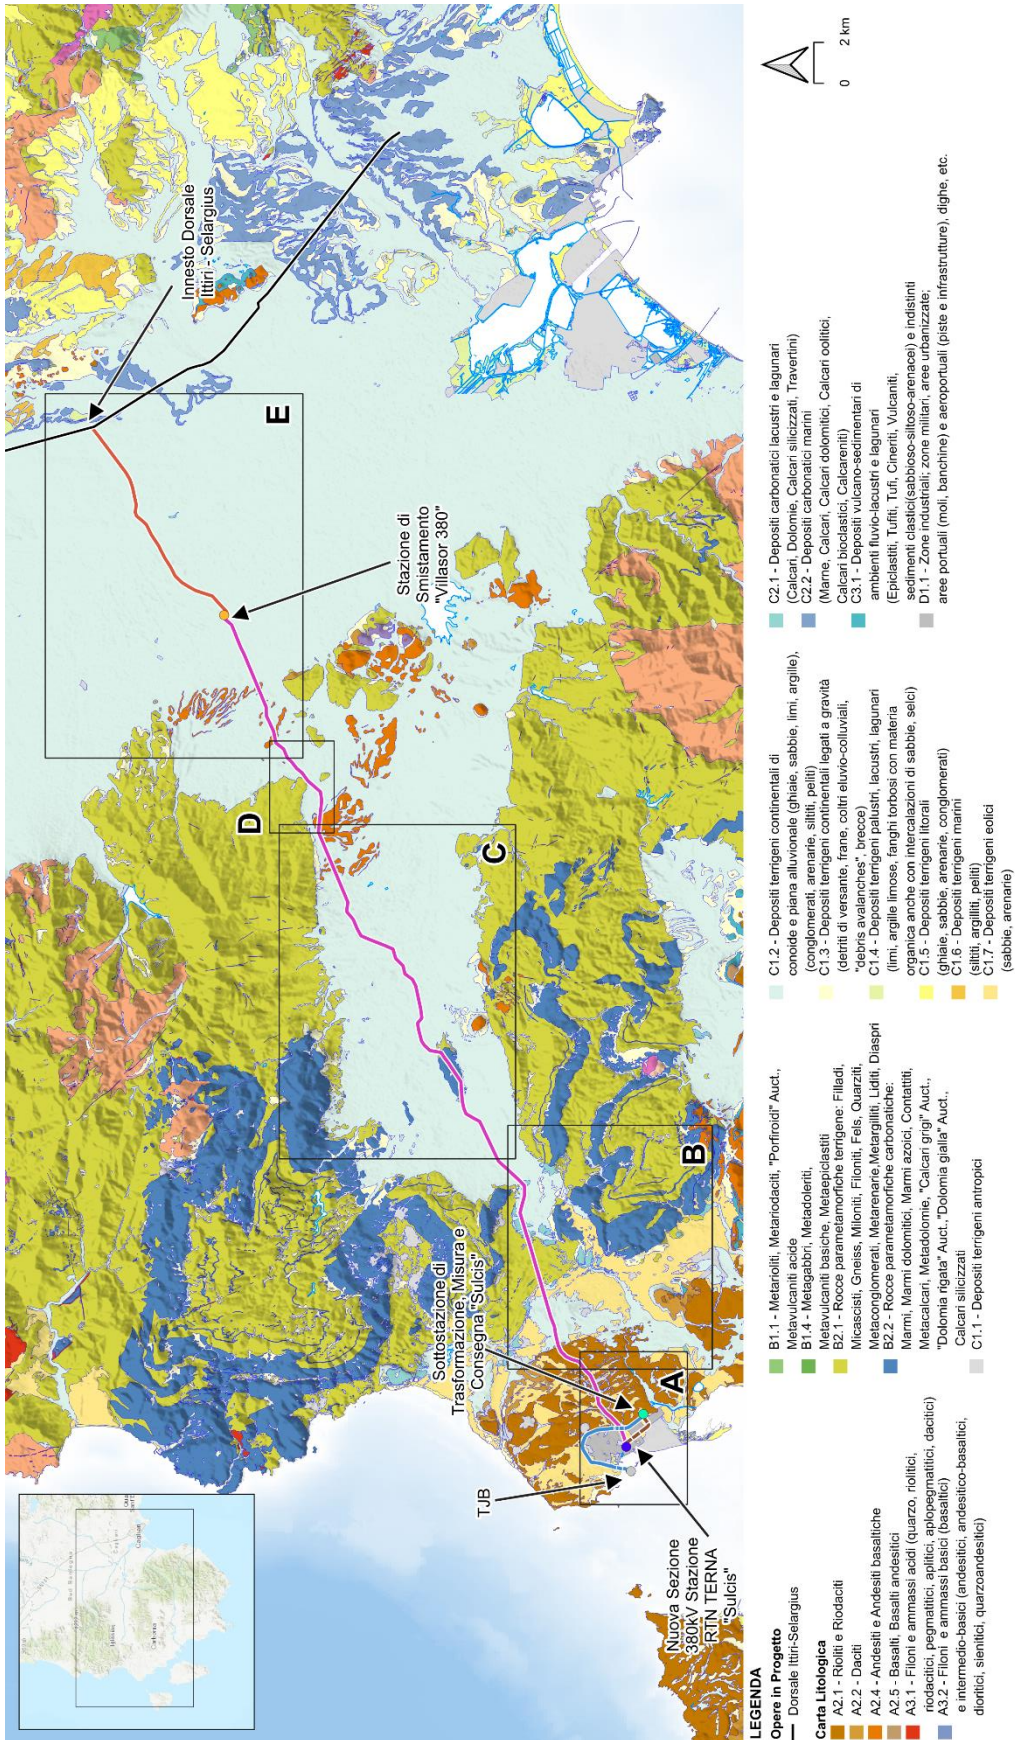 Innesto Dorsale
Ittiri - Selargius
E
Stazione di
Smistamento
"Villasor 380"
D
C
B
Sottostazione di
Trasformazione, Misura e
Consegna "Sulcis"
A
TJB
Nuova Sezione
380kV Stazione
RTN TERNA
"Sulcis"
Iglesias
Carbonia
Cagliari
0 2 km
LEGENDA
Opere in Progetto
Dorsale Ittiri-Selargius
Carta Litologica
A2.1 - Rioliti e Riodaciti
A2.2 - Daciti
A2.4 - Andesiti e Andesiti basaltiche
A2.5 - Basalti, Basalti andesitici
A3.1 - Filoni e ammassi acidi (quarzo, riolitici,
riodacitici, pegmatitici, aplitici, aplopegmatitici, dacitici)
A3.2 - Filoni e ammassi basici (basaltici)
e intermedio-basici (andesitici, andesitico-basaltici,
dioritici, sienitici, quarzoandesitici)
B1.1 - Metarioliti, Metariodaciti, "Porfiroidi" Auct.,
Metavulcaniti acide
B1.4 - Metagabbri, Metadoleriti,
Metavulcaniti basiche, Metaepiclastiti
B2.1 - Rocce parametamorfiche terrigene: Filladi,
Micascisti, Gneiss, Miloniti, Filloniti, Fels, Quarziti,
Metaconglomerati, Metarenarie,Metargilliti, Liditi, Diaspri
B2.2 - Rocce parametamorfiche carbonatiche:
Marmi, Marmi dolomitici, Marmi azoici, Contattiti,
Metacalcari, Metadolomie, "Calcari grigi" Auct.,
"Dolomia rigata" Auct.,"Dolomia gialla" Auct.,
Calcari silicizzati
C1.1 - Depositi terrigeni antropici
C1.2 - Depositi terrigeni continentali di
conoide e piana alluvionale (ghiaie, sabbie, limi, argille),
(conglomerati, arenarie, siltiti, peliti)
C1.3 - Depositi terrigeni continentali legati a gravità
(detriti di versante, frane, coltri eluvio-colluviali,
"debris avalanches", brecce)
C1.4 - Depositi terrigeni palustri, lacustri, lagunari
(limi, argille limose, fanghi torbosi con materia
organica anche con intercalazioni di sabbie, selci)
C1.5 - Depositi terrigeni litorali
(ghiaie, sabbie, arenarie, conglomerati)
C1.6 - Depositi terrigeni marini
(siltiti, argilliti, peliti)
C1.7 - Depositi terrigeni eolici
(sabbie, arenarie)
C2.1 - Depositi carbonatici lacustri e lagunari
(Calcari, Dolomie, Calcari silicizzati, Travertini)
C2.2 - Depositi carbonatici marini
(Marne, Calcari, Calcari dolomitici, Calcari oolitici,
Calcari bioclastici, Calcareniti)
C3.1 - Depositi vulcano-sedimentari di
ambienti fluvio-lacustri e lagunari
(Epiclastiti, Tufiti, Tufi, Cineriti, Vulcaniti,
sedimenti clastici(sabbioso-siltoso-arenacei) e indistinti
D1.1 - Zone industriali; zone militari, aree urbanizzate;
aree portuali (moli, banchine) e aeroportuali (piste e infrastrutture), dighe, etc.